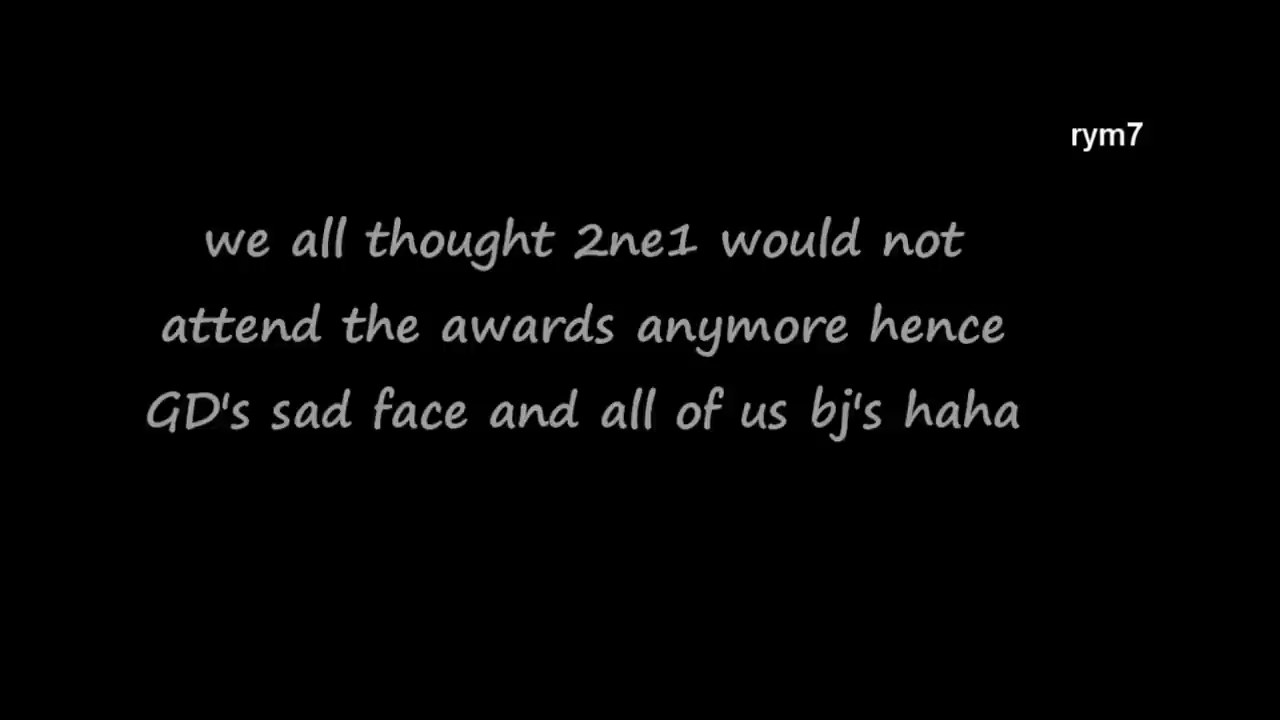 rym7
we all thought 2ne1 would not
attend the awards anymore hence
GD's sad face and all of us bj's haha